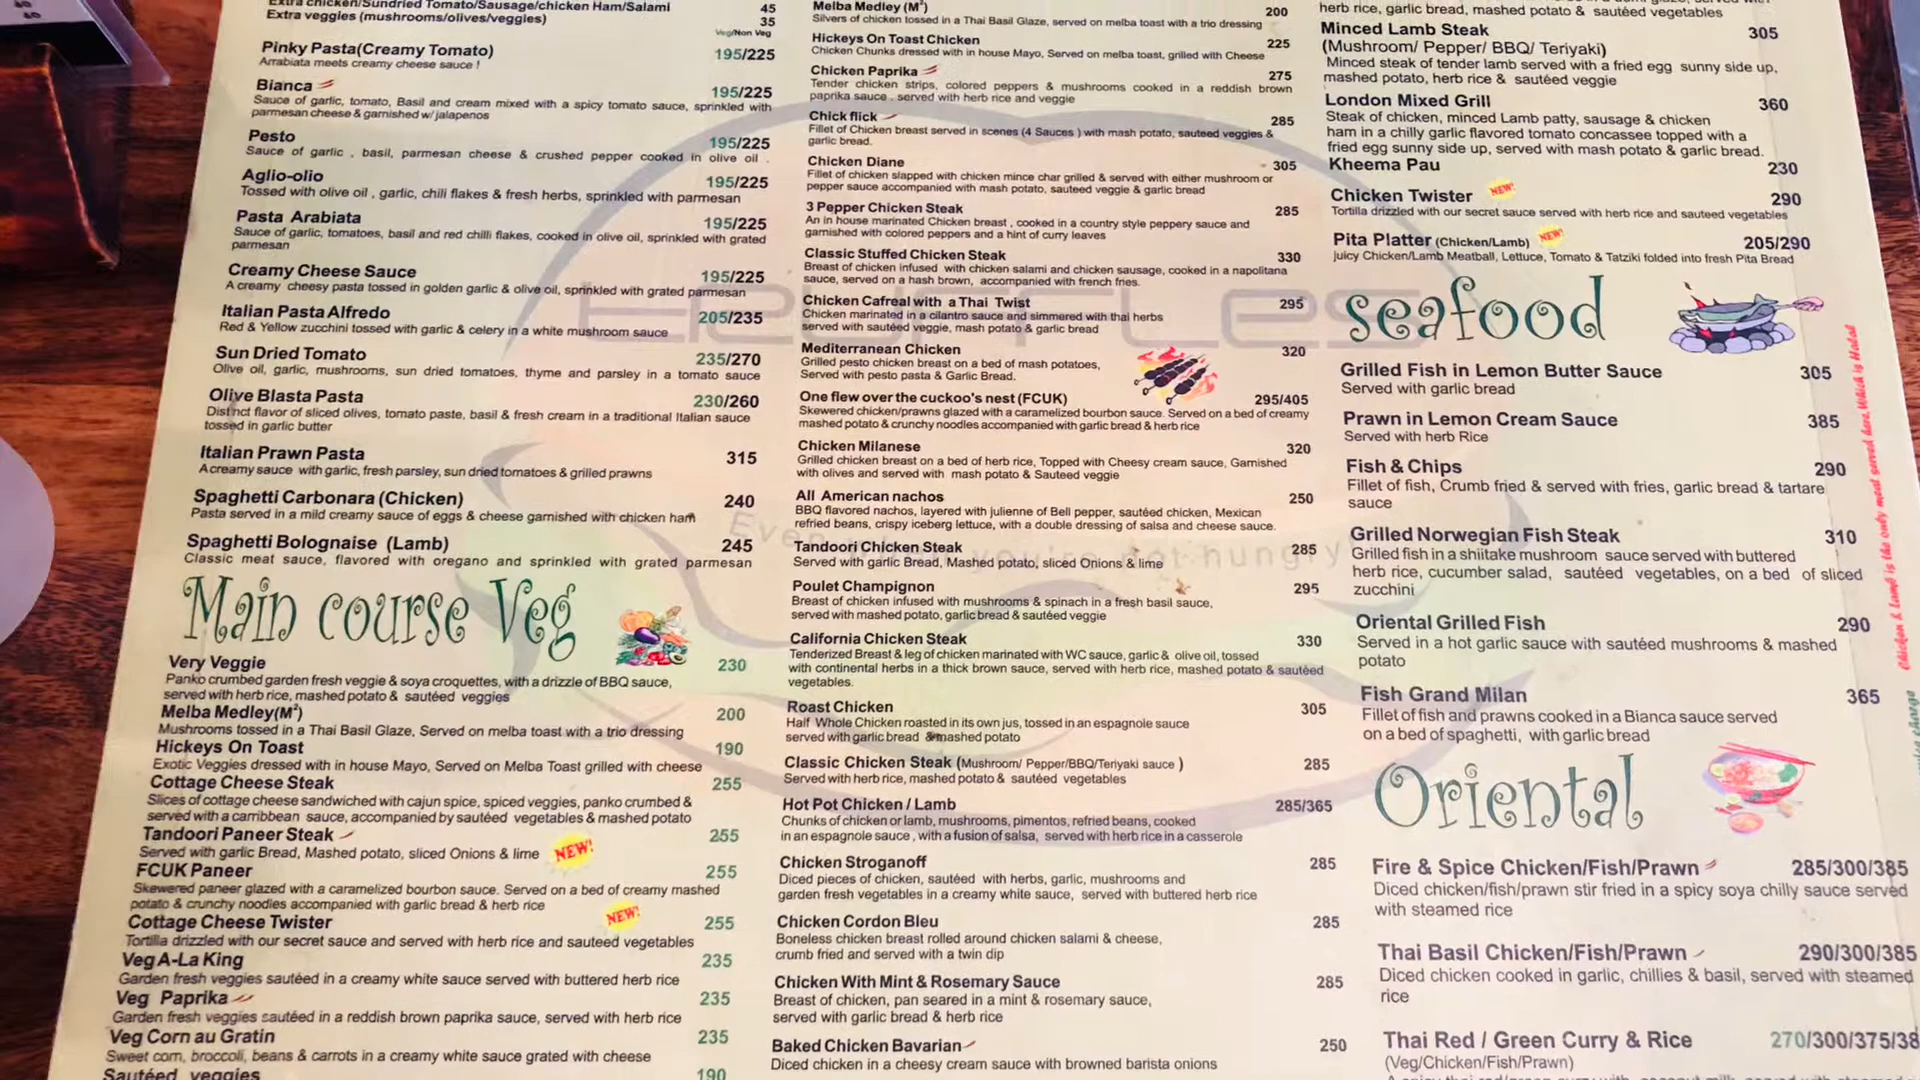 Extra chicken/Sundried Tomato/Sausage/chicken Ham/Salami 45
Extra veggies (mushrooms/olives/veggies) 35
Veg/Non Veg
Pinky Pasta(Creamy Tomato) 195/225
Arrabiata meets creamy cheese sauce !
Bianca 195/225
Sauce of garlic, tomato, Basil and cream mixed with a spicy tomato sauce, sprinkled with
parmesan cheese & garnished w/ jalapenos
Pesto 195/225
Sauce of garlic , basil, parmesan cheese & crushed pepper cooked in olive oil .
Aglio-olio 195/225
Tossed with olive oil , garlic, chili flakes & fresh herbs, sprinkled with parmesan
Pasta Arabiata 195/225
Sauce of garlic, tomatoes, basil and red chilli flakes, cooked in olive oil, sprinkled with grated
parmesan
Creamy Cheese Sauce 195/225
A creamy cheesy pasta tossed in golden garlic & olive oil, sprinkled with grated parmesan
Italian Pasta Alfredo 205/235
Red & Yellow zucchini tossed with garlic & celery in a white mushroom sauce
Sun Dried Tomato 235/270
Olive oil, garlic, mushrooms, sun dried tomatoes, thyme and parsley in a tomato sauce
Olive Blasta Pasta 230/260
Distinct flavor of sliced olives, tomato paste, basil & fresh cream in a traditional Italian sauce
tossed in garlic butter
Italian Prawn Pasta 315
A creamy sauce with garlic, fresh parsley, sun dried tomatoes & grilled prawns
Spaghetti Carbonara (Chicken) 240
Pasta served in a mild creamy sauce of eggs & cheese garnished with chicken ham
Spaghetti Bolognaise (Lamb) 245
Classic meat sauce, flavored with oregano and sprinkled with grated parmesan
Main course Veg
Very Veggie 230
Panko crumbed garden fresh veggie & soya croquettes, with a drizzle of BBQ sauce,
served with herb rice, mashed potato & sautéed veggies
Melba Medley(M²) 200
Mushrooms tossed in a Thai Basil Glaze, Served on melba toast with a trio dressing
Hickeys On Toast 190
Exotic Veggies dressed with in house Mayo, Served on Melba Toast grilled with cheese
Cottage Cheese Steak 255
Slices of cottage cheese sandwiched with cajun spice, spiced veggies, panko crumbed &
served with a carribbean sauce, accompanied by sautéed vegetables & mashed potato
Tandoori Paneer Steak 255
Served with garlic Bread, Mashed potato, sliced Onions & lime NEW!
FCUK Paneer 255
Skewered paneer glazed with a caramelized bourbon sauce. Served on a bed of creamy mashed
potato & crunchy noodles accompanied with garlic bread & herb rice
Cottage Cheese Twister NEW! 255
Tortilla drizzled with our secret sauce and served with herb rice and sauteed vegetables
Veg A-La King 235
Garden fresh veggies sautéed in a creamy white sauce served with buttered herb rice
Veg Paprika 235
Garden fresh veggies sautéed in a reddish brown paprika sauce, served with herb rice
Veg Corn au Gratin 235
Sweet corn, broccoli, beans & carrots in a creamy white sauce grated with cheese
Sautéed veggies 190
Melba Medley (M²) 200
Silvers of chicken tossed in a Thai Basil Glaze, served on melba toast with a trio dressing
Hickeys On Toast Chicken 225
Chicken Chunks dressed with in house Mayo, Served on melba toast, grilled with Cheese
Chicken Paprika 275
Tender chicken strips, colored peppers & mushrooms cooked in a reddish brown
paprika sauce . served with herb rice and veggie
Chick flick 285
Fillet of Chicken breast served in scenes (4 Sauces ) with mash potato, sauteed veggies &
garlic bread.
Chicken Diane 305
Fillet of chicken slapped with chicken mince char grilled & served with either mushroom or
pepper sauce accompanied with mash potato, sauteed veggie & garlic bread
3 Pepper Chicken Steak 285
An in house marinated Chicken breast , cooked in a country style peppery sauce and
garnished with colored peppers and a hint of curry leaves
Classic Stuffed Chicken Steak 330
Breast of chicken infused with chicken salami and chicken sausage, cooked in a napolitana
sauce, served on a hash brown, accompanied with french fries.
Chicken Cafreal with a Thai Twist 295
Chicken marinated in a cilantro sauce and simmered with thai herbs
served with sautéed veggie, mash potato & garlic bread
Mediterranean Chicken 320
Grilled pesto chicken breast on a bed of mash potatoes,
Served with pesto pasta & Garlic Bread.
One flew over the cuckoo's nest (FCUK) 295/405
Skewered chicken/prawns glazed with a caramelized bourbon sauce. Served on a bed of creamy
mashed potato & crunchy noodles accompanied with garlic bread & herb rice
Chicken Milanese 320
Grilled chicken breast on a bed of herb rice, Topped with Cheesy cream sauce, Garnished
with olives and served with mash potato & Sauteed veggie
All American nachos 250
BBQ flavored nachos, layered with julienne of Bell pepper, sautéed chicken, Mexican
refried beans, crispy iceberg lettuce, with a double dressing of salsa and cheese sauce.
Tandoori Chicken Steak 285
Served with garlic Bread, Mashed potato, sliced Onions & lime
Poulet Champignon 295
Breast of chicken infused with mushrooms & spinach in a fresh basil sauce,
served with mashed potato, garlic bread & sautéed veggie
California Chicken Steak 330
Tenderized Breast & leg of chicken marinated with WC sauce, garlic & olive oil, tossed
with continental herbs in a thick brown sauce, served with herb rice, mashed potato & sautéed
vegetables.
Roast Chicken 305
Half Whole Chicken roasted in its own jus, tossed in an espagnole sauce
served with garlic bread & mashed potato
Classic Chicken Steak (Mushroom/ Pepper/BBQ/Teriyaki sauce ) 285
Served with herb rice, mashed potato & sautéed vegetables
Hot Pot Chicken / Lamb 285/365
Chunks of chicken or lamb, mushrooms, pimentos, refried beans, cooked
in an espagnole sauce , with a fusion of salsa, served with herb rice in a casserole
Chicken Stroganoff 285
Diced pieces of chicken, sautéed with herbs, garlic, mushrooms and
garden fresh vegetables in a creamy white sauce, served with buttered herb rice
Chicken Cordon Bleu 285
Boneless chicken breast rolled around chicken salami & cheese,
crumb fried and served with a twin dip
Chicken With Mint & Rosemary Sauce 285
Breast of chicken, pan seared in a mint & rosemary sauce,
served with garlic bread & herb rice
Baked Chicken Bavarian 250
Diced chicken in a cheesy cream sauce with browned barista onions
herb rice, garlic bread, mashed potato & sautéed vegetables
Minced Lamb Steak 305
(Mushroom/ Pepper/ BBQ/ Teriyaki)
Minced steak of tender lamb served with a fried egg sunny side up,
mashed potato, herb rice & sautéed veggie
London Mixed Grill 360
Steak of chicken, minced Lamb patty, sausage & chicken
ham in a chilly garlic flavored tomato concassee topped with a
fried egg sunny side up, served with mash potato & garlic bread.
Kheema Pau 230
Chicken Twister NEW! 290
Tortilla drizzled with our secret sauce served with herb rice and sauteed vegetables
Pita Platter (Chicken/Lamb) NEW! 205/290
Juicy Chicken/Lamb Meatball, Lettuce, Tomato & Tatziki folded into fresh Pita Bread
seafood
Grilled Fish in Lemon Butter Sauce 305
Served with garlic bread
Prawn in Lemon Cream Sauce 385
Served with herb Rice
Fish & Chips 290
Fillet of fish, Crumb fried & served with fries, garlic bread & tartare
sauce
Grilled Norwegian Fish Steak 310
Grilled fish in a shiitake mushroom sauce served with buttered
herb rice, cucumber salad, sautéed vegetables, on a bed of sliced
zucchini
Oriental Grilled Fish 290
Served in a hot garlic sauce with sautéed mushrooms & mashed
potato
Fish Grand Milan 365
Fillet of fish and prawns cooked in a Bianca sauce served
on a bed of spaghetti, with garlic bread
Oriental
Fire & Spice Chicken/Fish/Prawn 285/300/385
Diced chicken/fish/prawn stir fried in a spicy soya chilly sauce served
with steamed rice
Thai Basil Chicken/Fish/Prawn 290/300/385
Diced chicken cooked in garlic, chillies & basil, served with steamed
rice
Thai Red / Green Curry & Rice 270/300/375/38
(Veg/Chicken/Fish/Prawn)
Chicken & Lamb is the only meat served here, Which is Halal